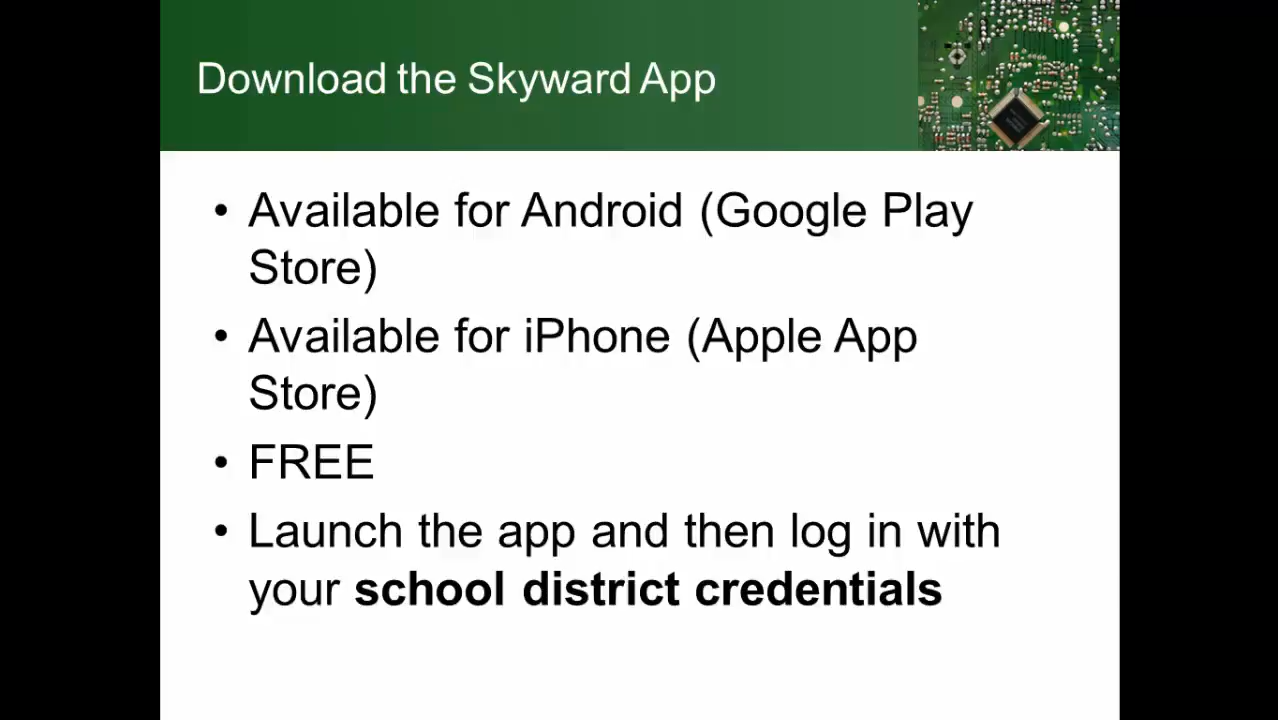 Download the Skyward App
• Available for Android (Google Play
Store)
• Available for iPhone (Apple App
Store)
• FREE
• Launch the app and then log in with
your school district credentials